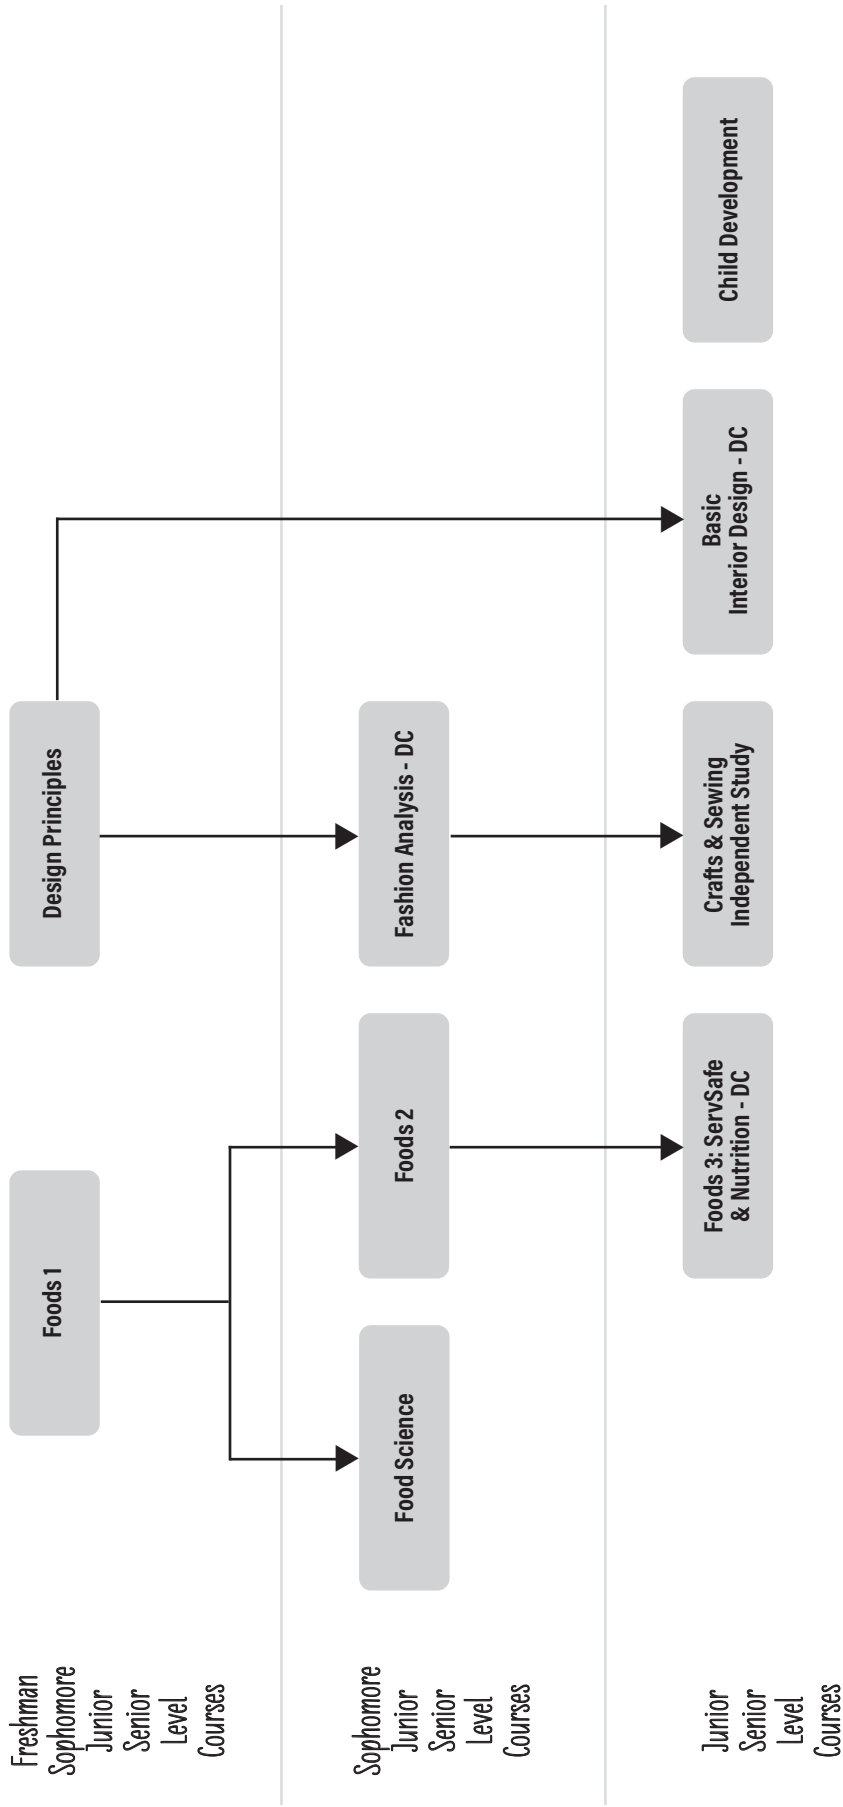 Freshman
Sophomore
Junior
Senior
Level
Courses
Foods 1
Design Principles
Sophomore
Junior
Senior
Level
Courses
Food Science
Foods 2
Fashion Analysis - DC
Junior
Senior
Level
Courses
Foods 3: ServSafe
& Nutrition - DC
Crafts & Sewing
Independent Study
Basic
Interior Design - DC
Child Development